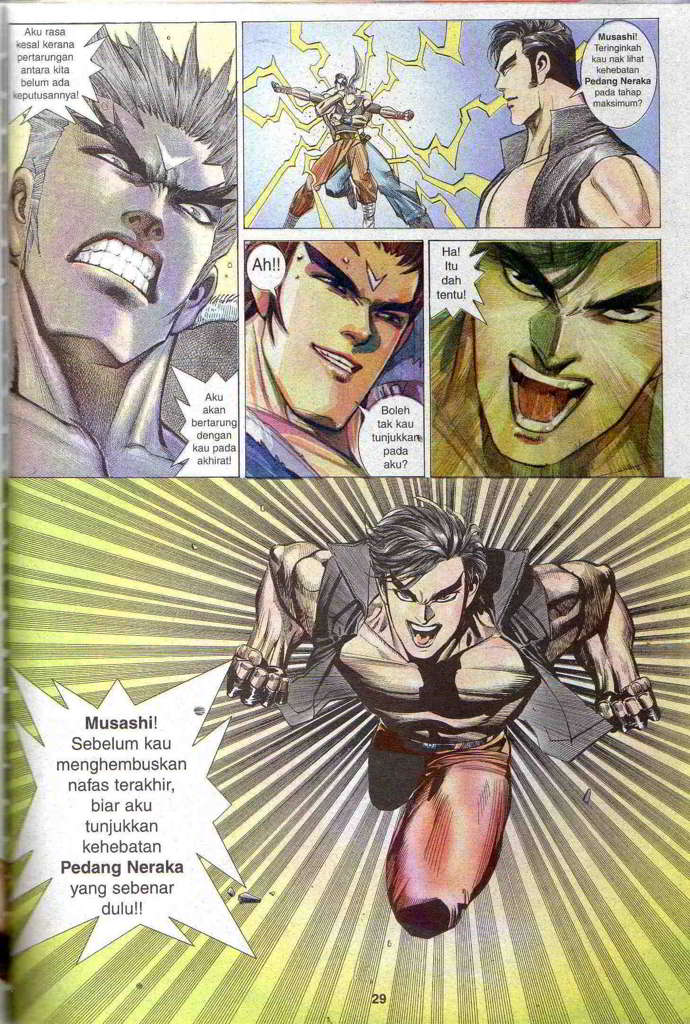 Aku rasa
kesal kerana
pertarungan
antara kita
belum ada
keputusannya!
Aku
akan
bertarung
dengan
kau pada
akhirat!
Musashi!
Teringinkah
kau nak lihat
kehebatan
Pedang Neraka
pada tahap
maksimum?
Ah!!
Boleh
tak kau
tunjukkan
pada
aku?
Ha!
Itu
dah
tentu!
Musashi!
Sebelum kau
menghembuskan
nafas terakhir,
biar aku
tunjukkan
kehebatan
Pedang Neraka
yang sebenar
dulu!!
29